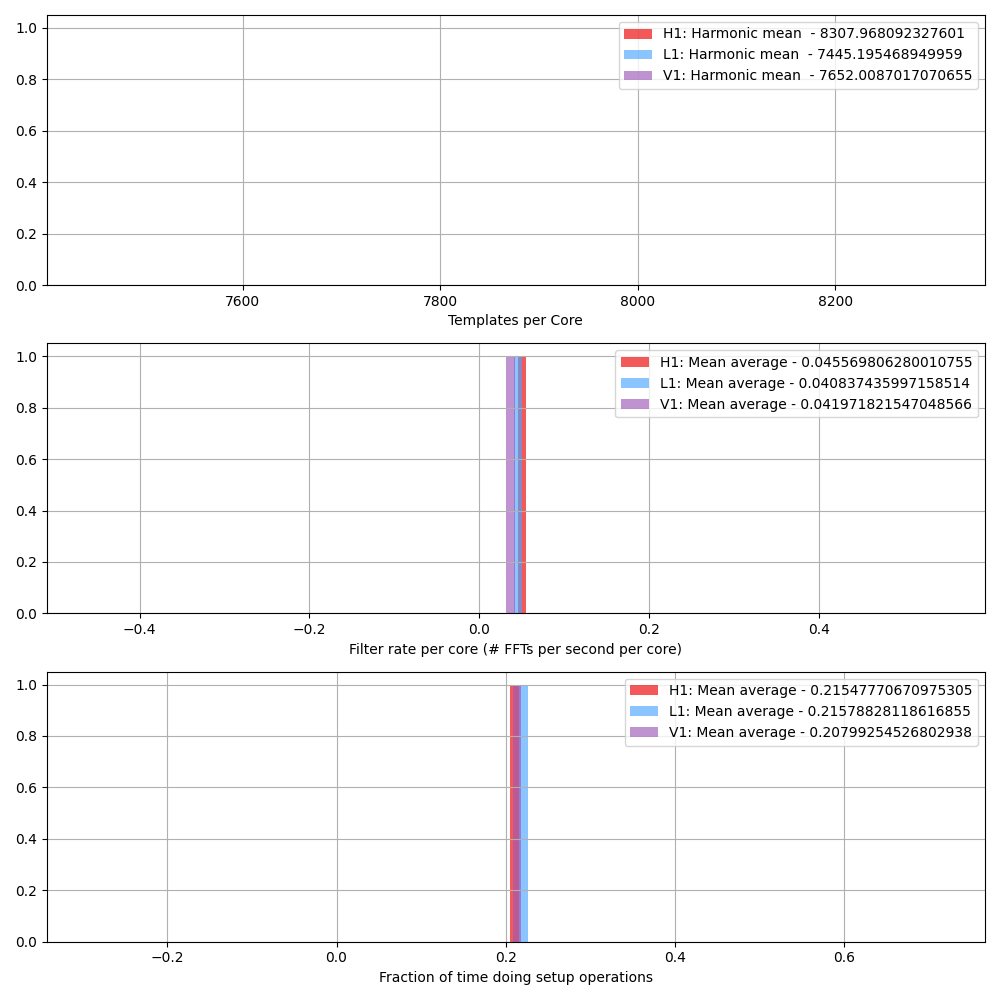 1.0
0.8
0.6
0.4
0.2
0.0
H1: Harmonic mean  - 8307.968092327601
L1: Harmonic mean  - 7445.195468949959
V1: Harmonic mean  - 7652.0087017070655
7600 7800 8000 8200
Templates per Core
1.0
0.8
0.6
0.4
0.2
0.0
H1: Mean average - 0.045569806280010755
L1: Mean average - 0.040837435997158514
V1: Mean average - 0.041971821547048566
−0.4 −0.2 0.0 0.2 0.4
Filter rate per core (# FFTs per second per core)
1.0
0.8
0.6
0.4
0.2
0.0
H1: Mean average - 0.21547770670975305
L1: Mean average - 0.21578828118616855
V1: Mean average - 0.20799254526802938
−0.2 0.0 0.2 0.4 0.6
Fraction of time doing setup operations